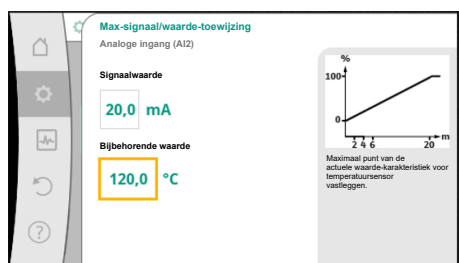 Max-signaal/waarde-toewijzing
Analoge ingang (AI2)
Signaalwaarde
20,0 mA
Bijbehorende waarde
120,0 °C
%
100
0
2 4 6 20 m
Maximaal punt van de
actuele waarde-karakteristiek voor
temperatuursensor
vastleggen.
?